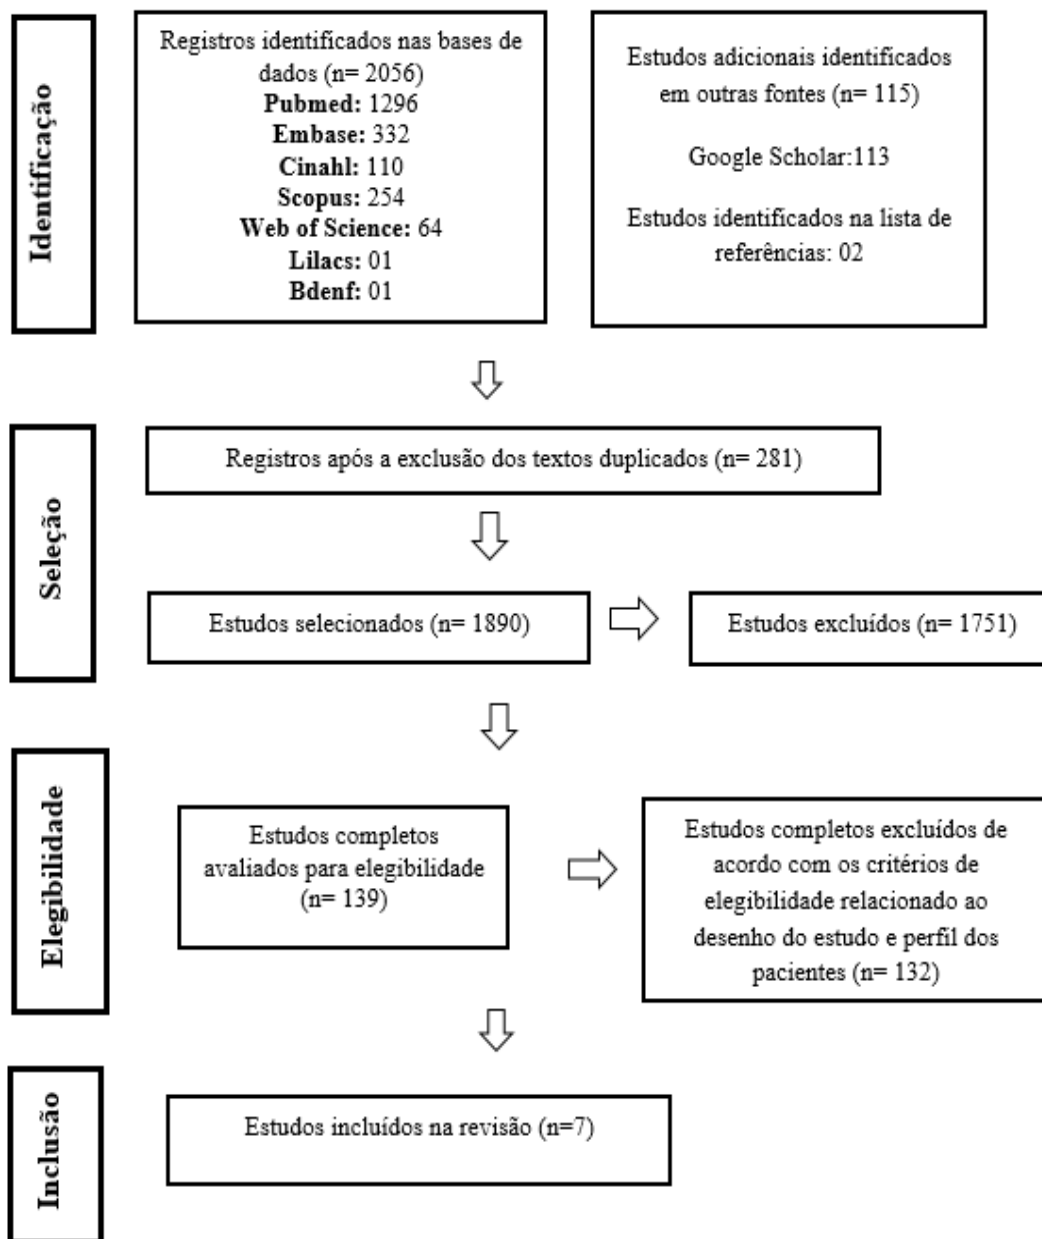 Identificação
Registros identificados nas bases de
dados (n= 2056)
Pubmed: 1296
Embase: 332
Cinahl: 110
Scopus: 254
Web of Science: 64
Lilacs: 01
Bdenf: 01
Estudos adicionais identificados
em outras fontes (n= 115)
Google Scholar:113
Estudos identificados na lista de
referências: 02
Seleção
Registros após a exclusão dos textos duplicados (n= 281)
Estudos selecionados (n= 1890)
Estudos excluídos (n= 1751)
Elegibilidade
Estudos completos
avaliados para elegibilidade
(n= 139)
Estudos completos excluídos de
acordo com os critérios de
elegibilidade relacionado ao
desenho do estudo e perfil dos
pacientes (n= 132)
Inclusão
Estudos incluídos na revisão (n=7)